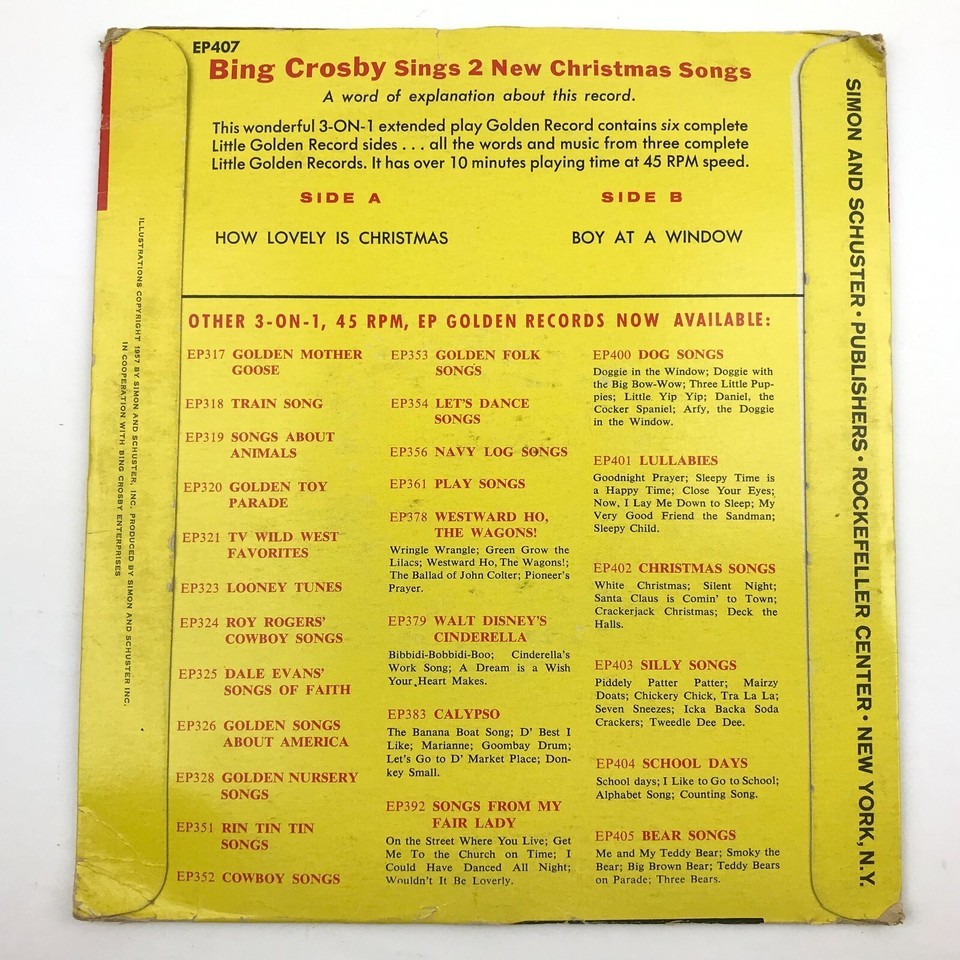 EP407
Bing Crosby Sings 2 New Christmas Songs
A word of explanation about this record.
This wonderful 3-ON-1 extended play Golden Record contains six complete
Little Golden Record sides . . . all the words and music from three complete
Little Golden Records. It has over 10 minutes playing time at 45 RPM speed.
SIDE A
HOW LOVELY IS CHRISTMAS
SIDE B
BOY AT A WINDOW
OTHER 3-ON-1, 45 RPM, EP GOLDEN RECORDS NOW AVAILABLE:
EP317 GOLDEN MOTHER
GOOSE
EP318 TRAIN SONG
EP319 SONGS ABOUT
ANIMALS
EP320 GOLDEN TOY
PARADE
EP321 TV WILD WEST
FAVORITES
EP323 LOONEY TUNES
EP324 ROY ROGERS'
COWBOY SONGS
EP325 DALE EVANS'
SONGS OF FAITH
EP326 GOLDEN SONGS
ABOUT AMERICA
EP328 GOLDEN NURSERY
SONGS
EP351 RIN TIN TIN
SONGS
EP352 COWBOY SONGS
EP353 GOLDEN FOLK
SONGS
EP354 LET'S DANCE
SONGS
EP356 NAVY LOG SONGS
EP361 PLAY SONGS
EP378 WESTWARD HO,
THE WAGONS!
Wringle Wrangle; Green Grow the
Lilacs; Westward Ho, The Wagons!;
The Ballad of John Colter; Pioneer's
Prayer.
EP379 WALT DISNEY'S
CINDERELLA
Bibbidi-Bobbidi-Boo; Cinderella's
Work Song; A Dream is a Wish
Your Heart Makes.
EP383 CALYPSO
The Banana Boat Song; D' Best I
Like; Marianne; Goombay Drum;
Let's Go to D' Market Place; Don-
key Small.
EP392 SONGS FROM MY
FAIR LADY
On the Street Where You Live; Get
Me To the Church on Time; I
Could Have Danced All Night;
Wouldn't It Be Loverly.
EP400 DOG SONGS
Doggie in the Window; Doggie with
the Big Bow-Wow; Three Little Pup-
pies; Little Yip Yip; Daniel, the
Cocker Spaniel; Arfy, the Doggie
in the Window.
EP401 LULLABIES
Goodnight Prayer; Sleepy Time is
a Happy Time; Close Your Eyes;
Now, I Lay Me Down to Sleep; My
Very Good Friend the Sandman;
Sleepy Child.
EP402 CHRISTMAS SONGS
White Christmas; Silent Night;
Santa Claus is Comin' to Town;
Crackerjack Christmas; Deck the
Halls.
EP403 SILLY SONGS
Piddely Patter Patter; Mairzy
Doats; Chickery Chick, Tra La La;
Seven Sneezes; Icka Backa Soda
Crackers; Tweedle Dee Dee.
EP404 SCHOOL DAYS
School days; I Like to Go to School;
Alphabet Song; Counting Song.
EP405 BEAR SONGS
Me and My Teddy Bear; Smoky the
Bear; Big Brown Bear; Teddy Bears
on Parade; Three Bears.
ILLUSTRATIONS COPYRIGHT 1957 BY SIMON AND SCHUSTER, INC. PRODUCED BY SIMON AND SCHUSTER INC.
IN COOPERATION WITH BING CROSBY ENTERPRISES
SIMON AND SCHUSTER • PUBLISHERS • ROCKEFELLER CENTER • NEW YORK, N.Y.